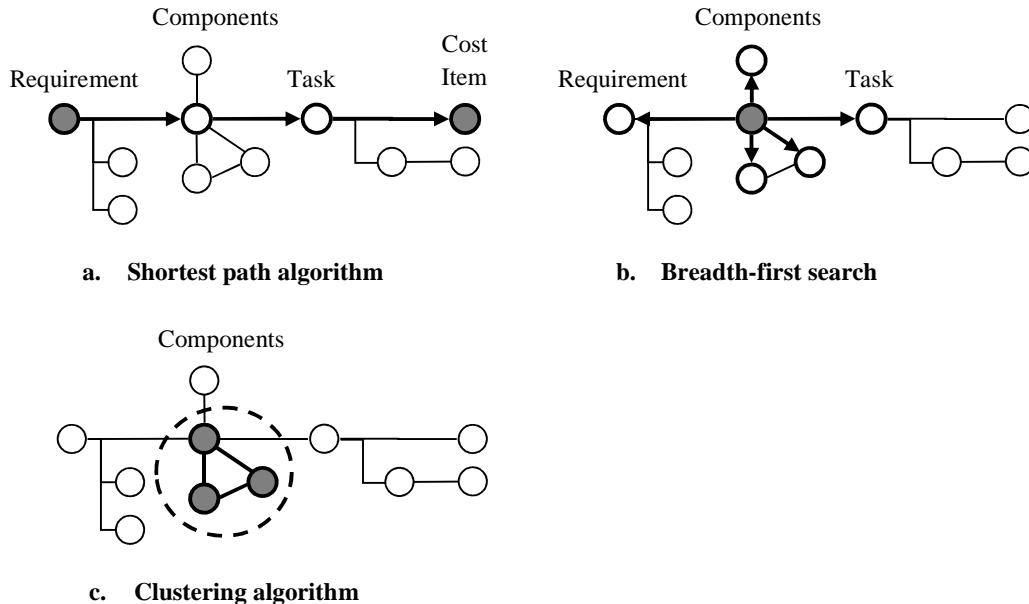 Components
Cost
Item
Requirement
Task
a. Shortest path algorithm
Components
Requirement
Task
b. Breadth-first search
Components
c. Clustering algorithm